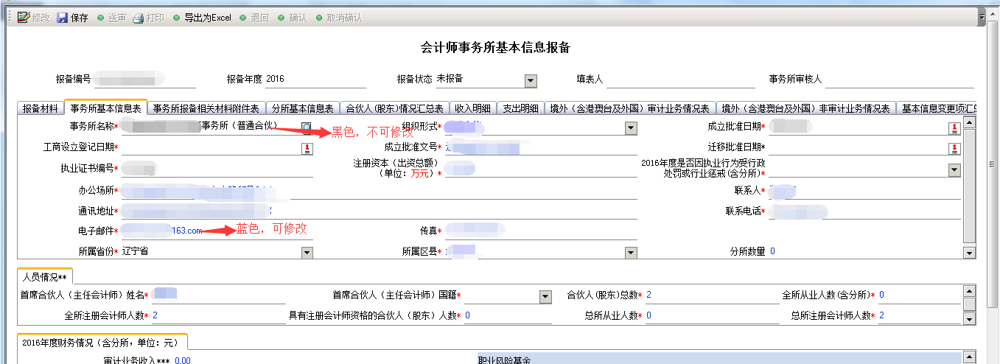 修改 保存 送审 打印 导出为Excel 退回 确认 取消确认
会计师事务所基本信息报备
报备编号 报备年度 2016 报备状态 未报备 填表人 事务所审核人
报备材料 事务所基本信息表 事务所报备相关材料附件表 分所基本信息表 合伙人(股东)情况汇总表 收入明细 支出明细 境外（含港澳台及外国）审计业务情况表 境外（含港澳台及外国）非审计业务情况表 基本信息变更项汇总
事务所名称* 事务所（普通合伙） 黑色，不可修改 组织形式* 成立批准日期*
工商设立登记日期* 成立批准文号* 迁移批准日期*
执业证书编号* 注册资本（出资总额）（单位：万元）* 2016年度是否因执业行为受行政处罚或行业惩戒(含分所)*
办公场所* 联系人*
通讯地址* 联系电话*
电子邮件* 163.com 蓝色，可修改 传真*
所属省份* 辽宁省 所属区县* 分所数量 0
人员情况**
首席合伙人（主任会计师）姓名* 首席合伙人（主任会计师）国籍* 合伙人(股东)总数* 2 全所从业人数(含分所)* 0
全所注册会计师人数* 2 具有注册会计师资格的合伙人（股东）人数* 0 总所从业人数* 0 总所注册会计师人数* 2
2016年度财务情况（含分所，单位：元）
审计业务收入*** 0.00 职业风险基金